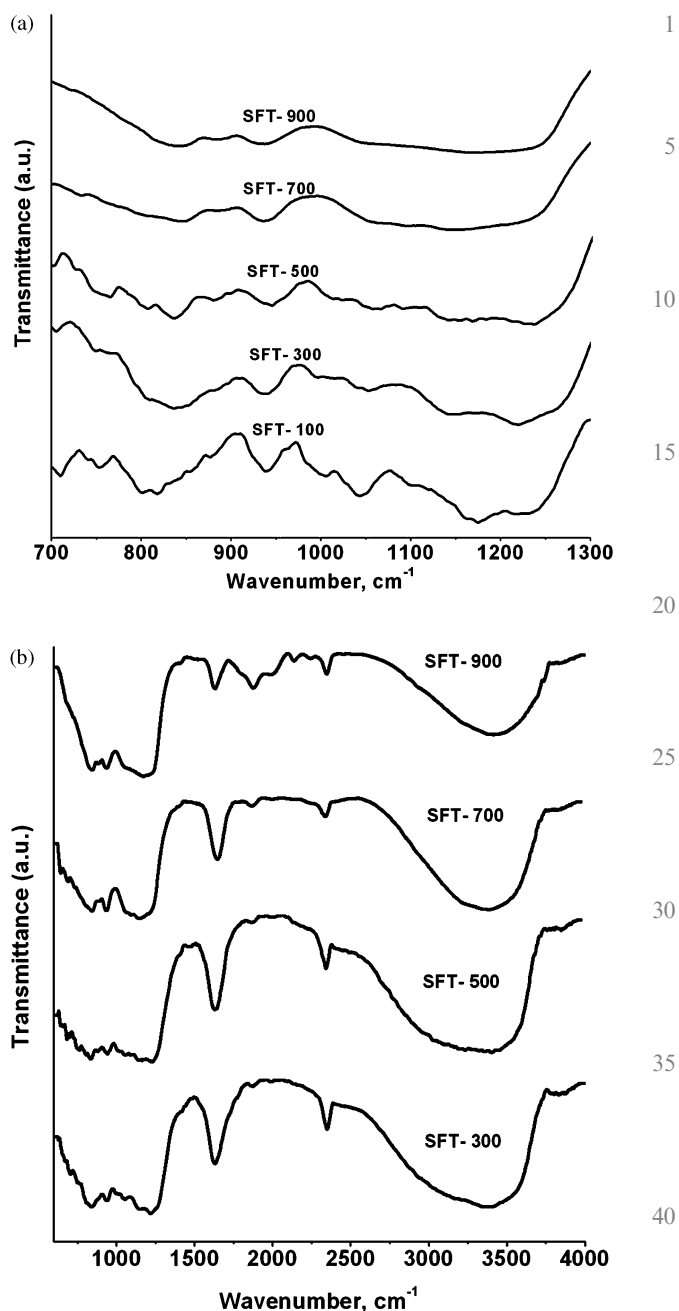 (a)
1
SFT-900
5
SFT-700
SFT-500
10
SFT-300
SFT-100
15
Transmittance (a.u.)
700 800 900 1000 1100 1200 1300
Wavenumber, cm⁻¹
20
(b)
SFT-900
25
SFT-700
30
SFT-500
35
SFT-300
40
Transmittance (a.u.)
1000 1500 2000 2500 3000 3500 4000
Wavenumber, cm⁻¹